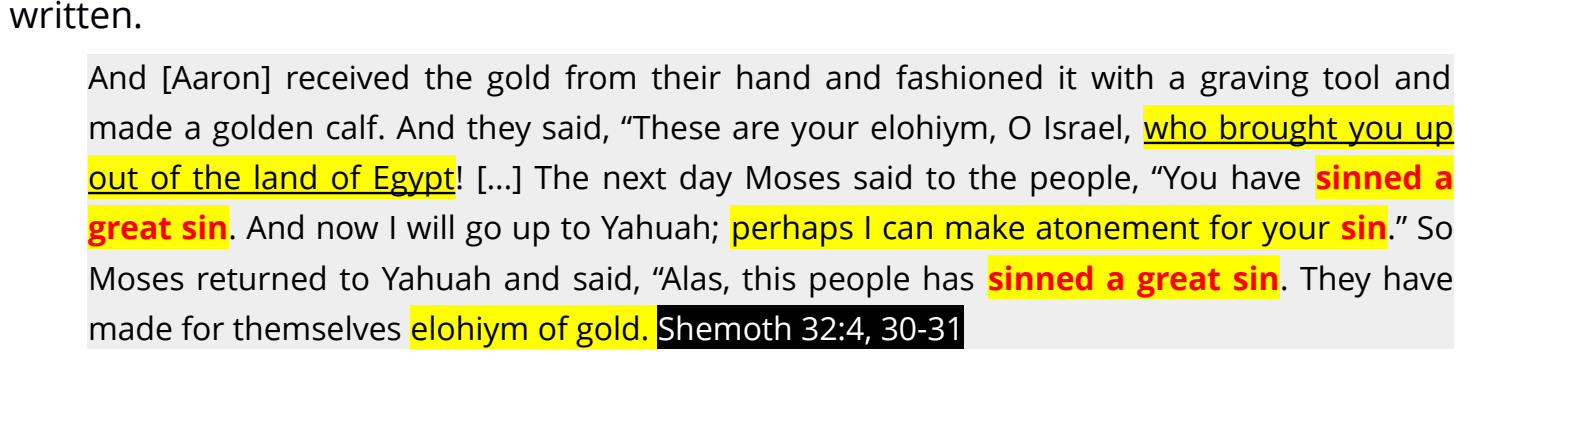 written.
And [Aaron] received the gold from their hand and fashioned it with a graving tool and
made a golden calf. And they said, “These are your elohiym, O Israel, who brought you up
out of the land of Egypt! [...] The next day Moses said to the people, “You have sinned a
great sin. And now I will go up to Yahuah; perhaps I can make atonement for your sin.” So
Moses returned to Yahuah and said, “Alas, this people has sinned a great sin. They have
made for themselves elohiym of gold. Shemoth 32:4, 30-31